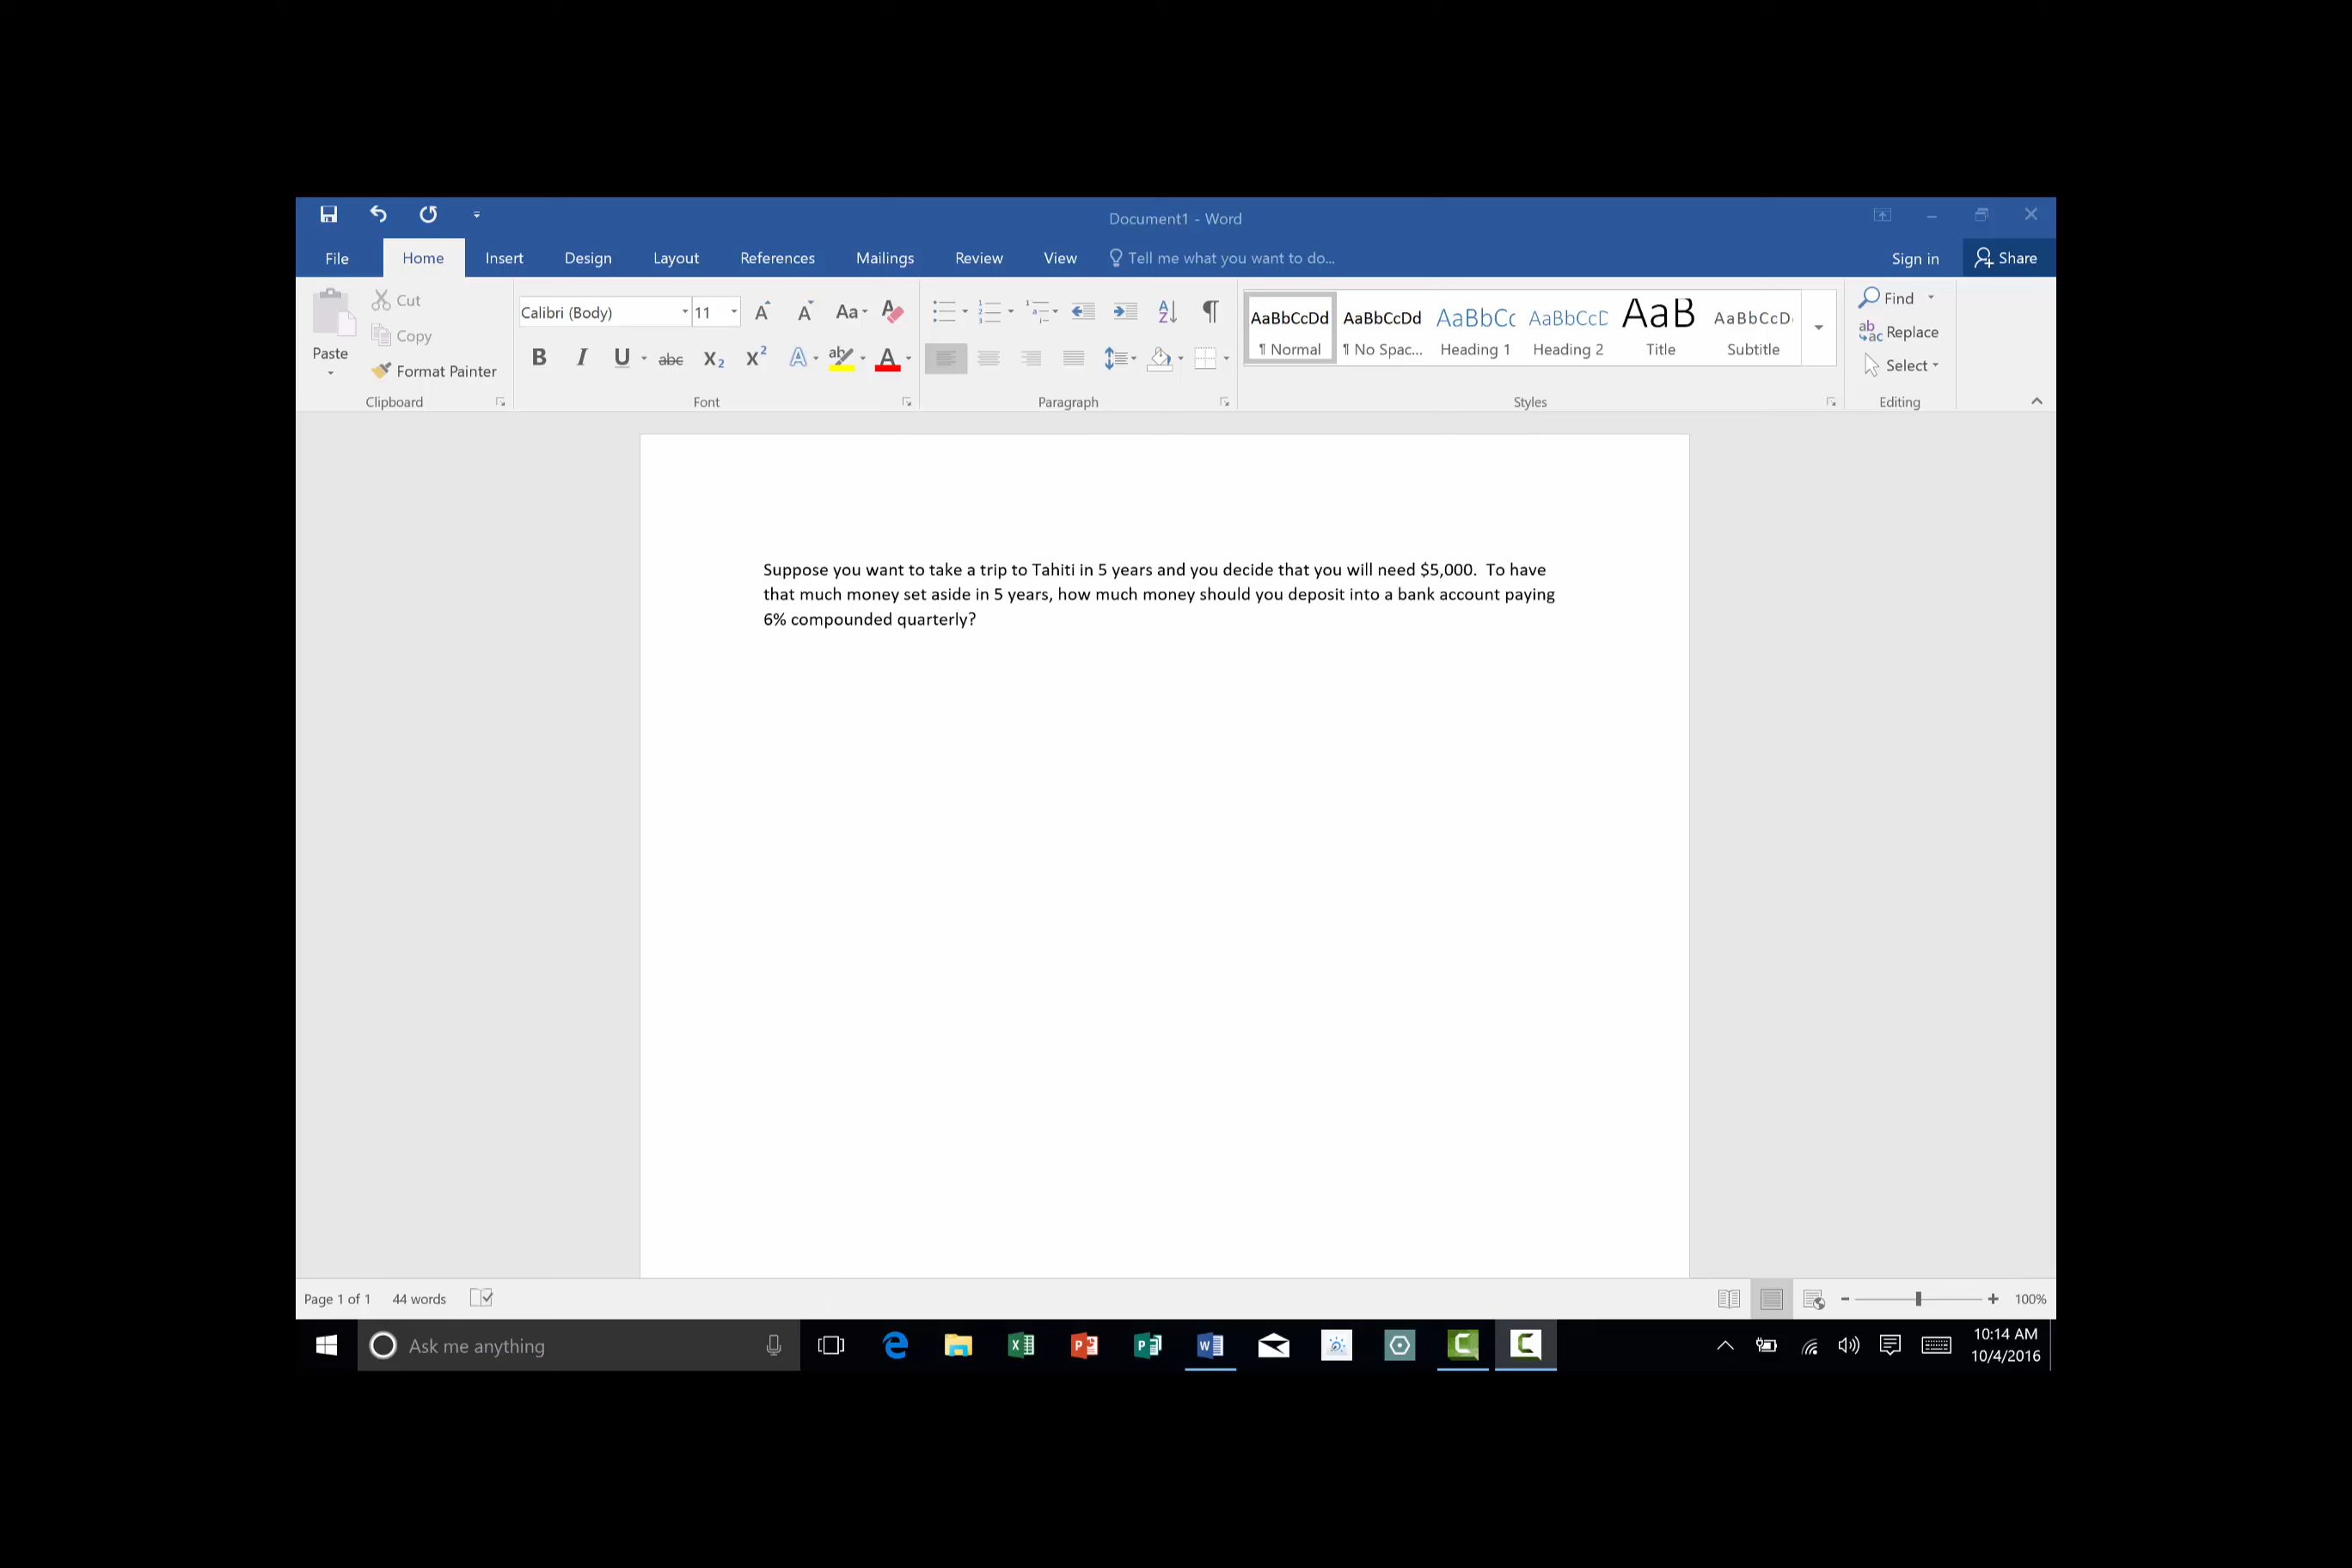 Document1 - Word
File Home Insert Design Layout References Mailings Review View Tell me what you want to do... Sign in Share
Paste
Cut
Copy
Format Painter
Clipboard
Calibri (Body) 11
Font
Paragraph
AaBbCcDd AaBbCcDd AaBbCc AaBbCcC AaB AaBbCcD
¶ Normal ¶ No Spac... Heading 1 Heading 2 Title Subtitle
Styles
Find
Replace
Select
Editing
Suppose you want to take a trip to Tahiti in 5 years and you decide that you will need $5,000. To have
that much money set aside in 5 years, how much money should you deposit into a bank account paying
6% compounded quarterly?
Page 1 of 1 44 words 100%
Ask me anything
10:14 AM
10/4/2016